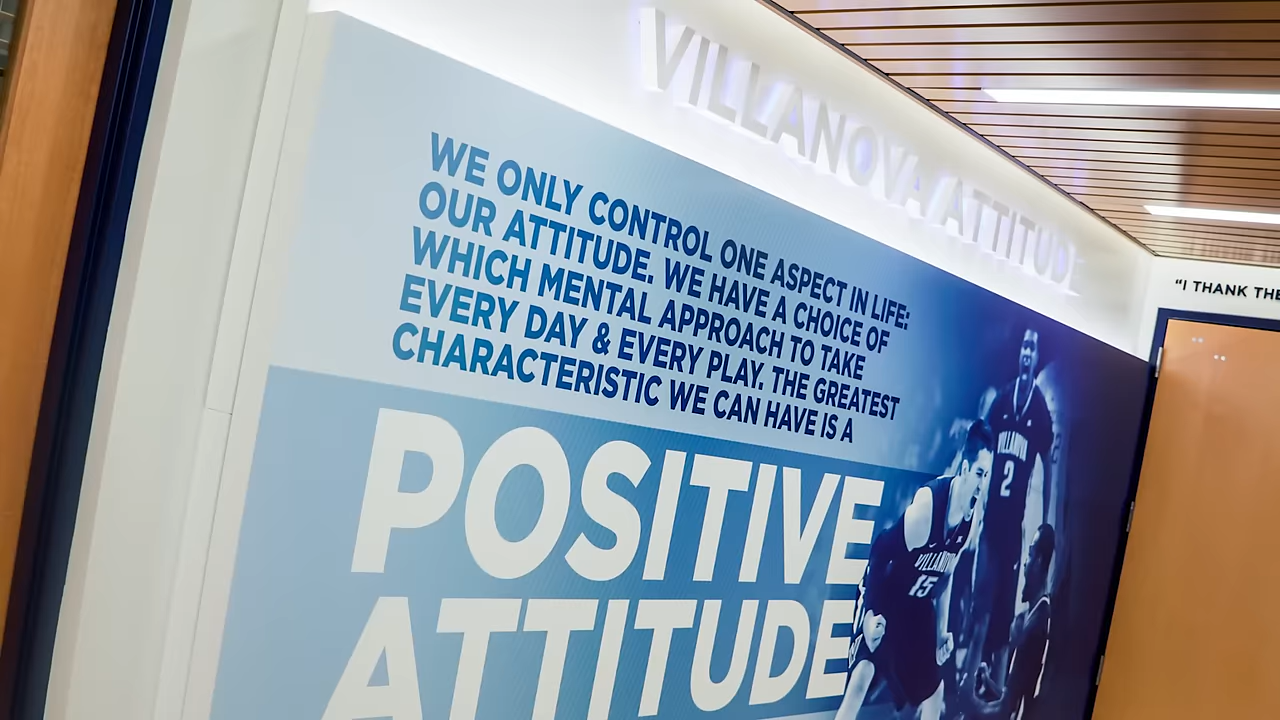 VILLANOVA ATTITUDE
WE ONLY CONTROL ONE ASPECT IN LIFE:
OUR ATTITUDE. WE HAVE A CHOICE OF
WHICH MENTAL APPROACH TO TAKE
EVERY DAY & EVERY PLAY. THE GREATEST
CHARACTERISTIC WE CAN HAVE IS A
POSITIVE
ATTITUDE
"I THANK THE
VILLANOVA
2
VILLANOVA
15